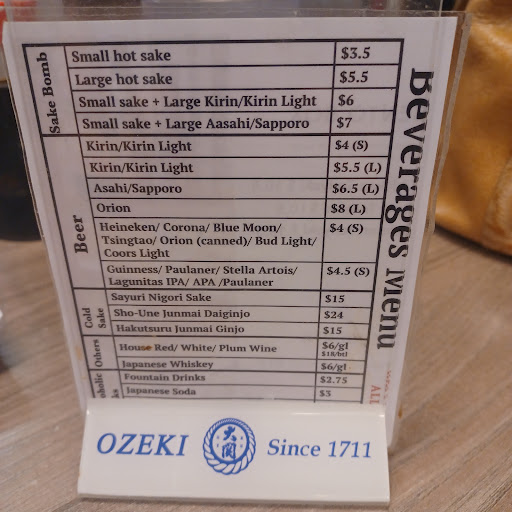 Beverages Menu
Sake Bomb
Small hot sake $3.5
Large hot sake $5.5
Small sake + Large Kirin/Kirin Light $6
Small sake + Large Aasahi/Sapporo $7
Beer
Kirin/Kirin Light $4 (S)
Kirin/Kirin Light $5.5 (L)
Asahi/Sapporo $6.5 (L)
Orion $8 (L)
Heineken/ Corona/ Blue Moon/ $4 (S)
Tsingtao/ Orion (canned)/ Bud Light/
Coors Light
Guinness/ Paulaner/ Stella Artois/ $4.5 (S)
Lagunitas IPA/ APA /Paulaner
Cold
Sake
Sayuri Nigori Sake $15
Sho-Une Junmai Daiginjo $24
Hakutsuru Junmai Ginjo $15
Others
House Red/ White/ Plum Wine $6/gl
$18/btl
Japanese Whiskey $6/gl
Fountain Drinks $2.75
Japanese Soda $3
ALL
OZEKI 大関 Since 1711